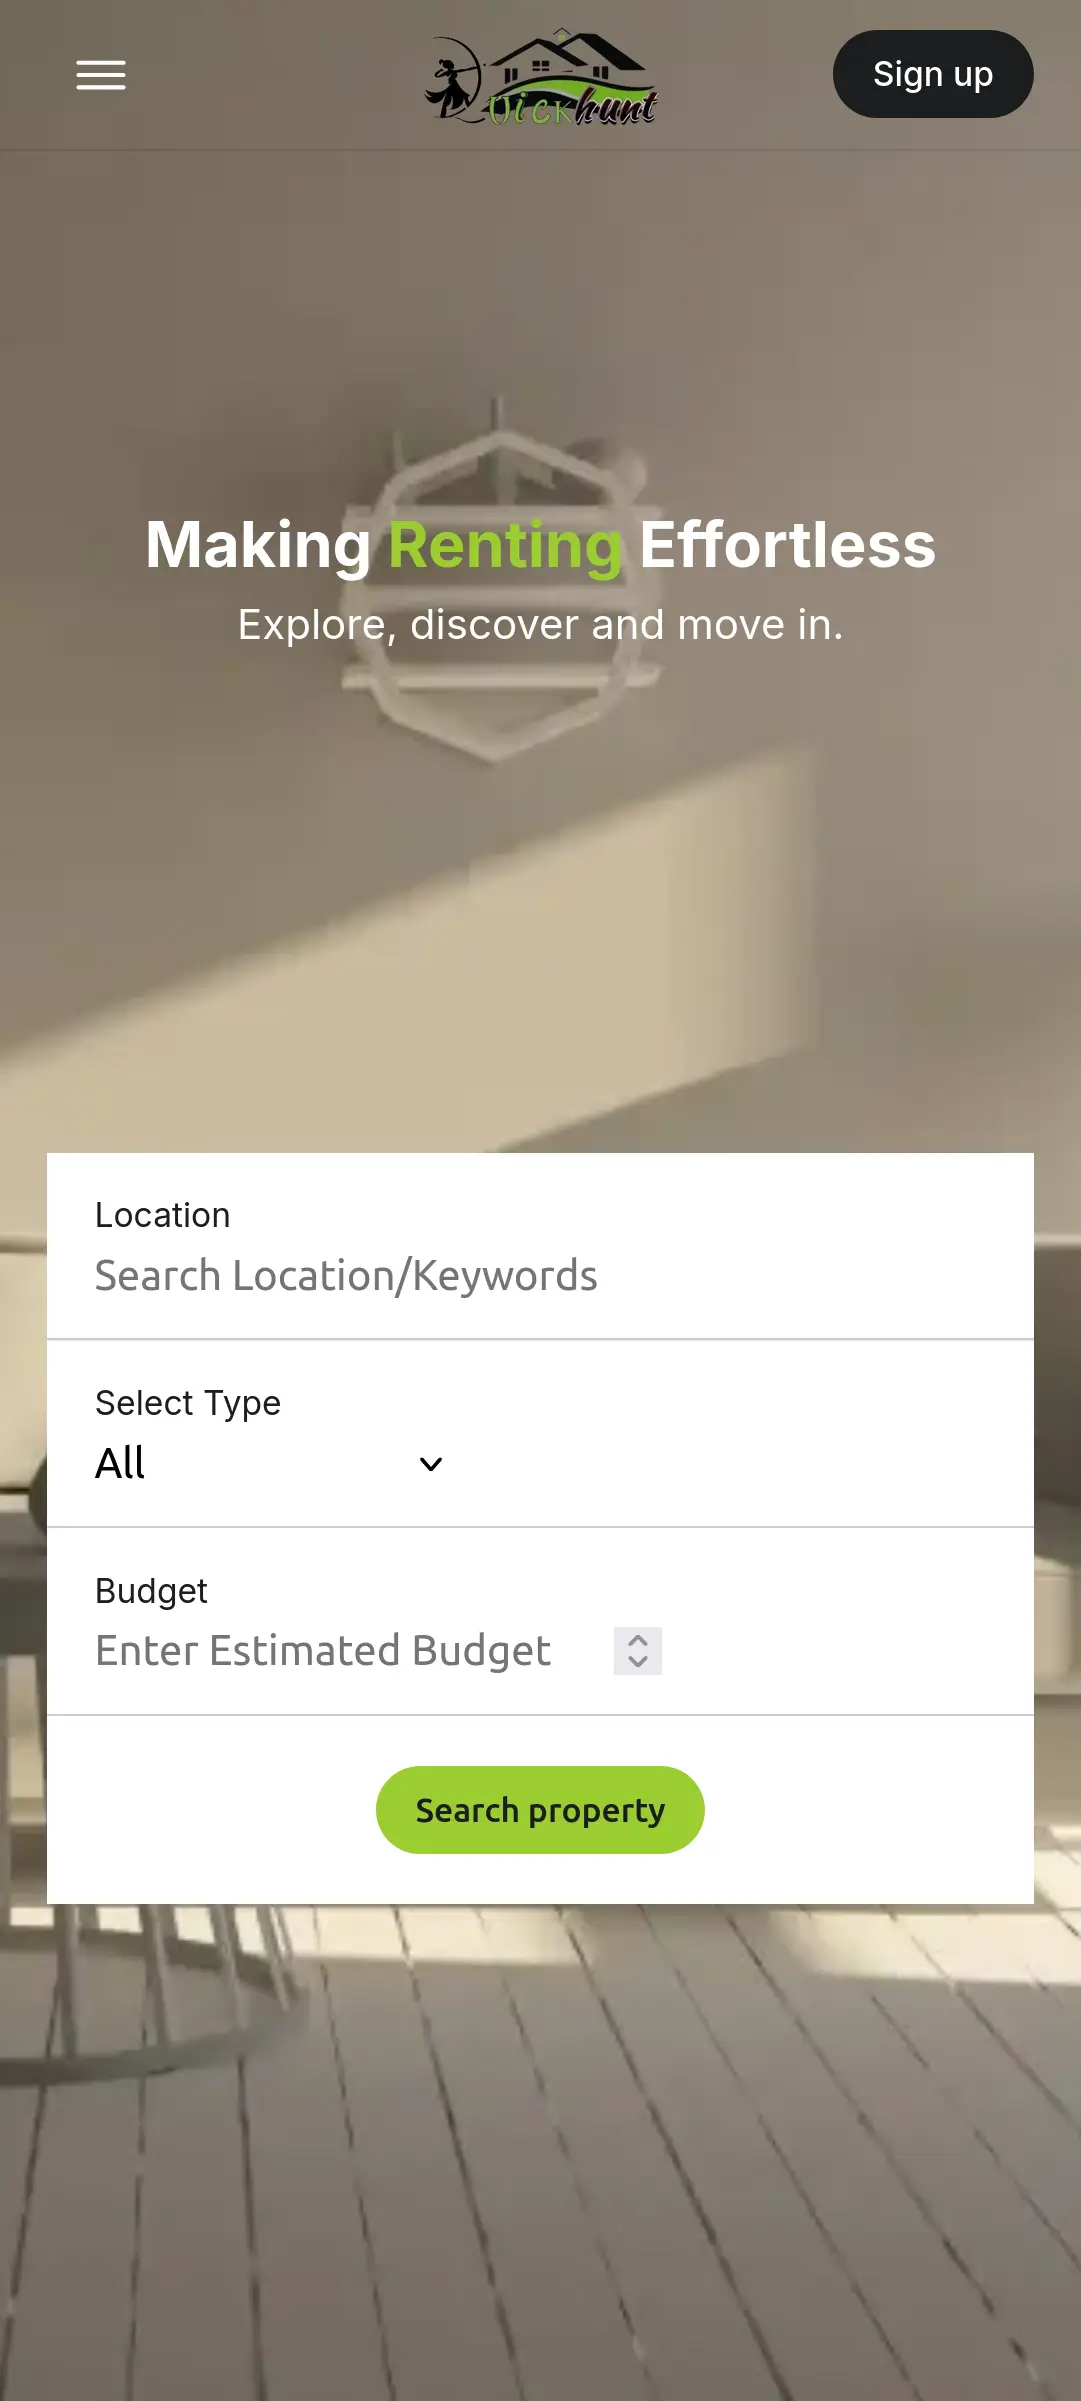 Vickhunt
Sign up
Making Renting Effortless
Explore, discover and move in.
Location
Search Location/Keywords
Select Type
All
Budget
Enter Estimated Budget
Search property